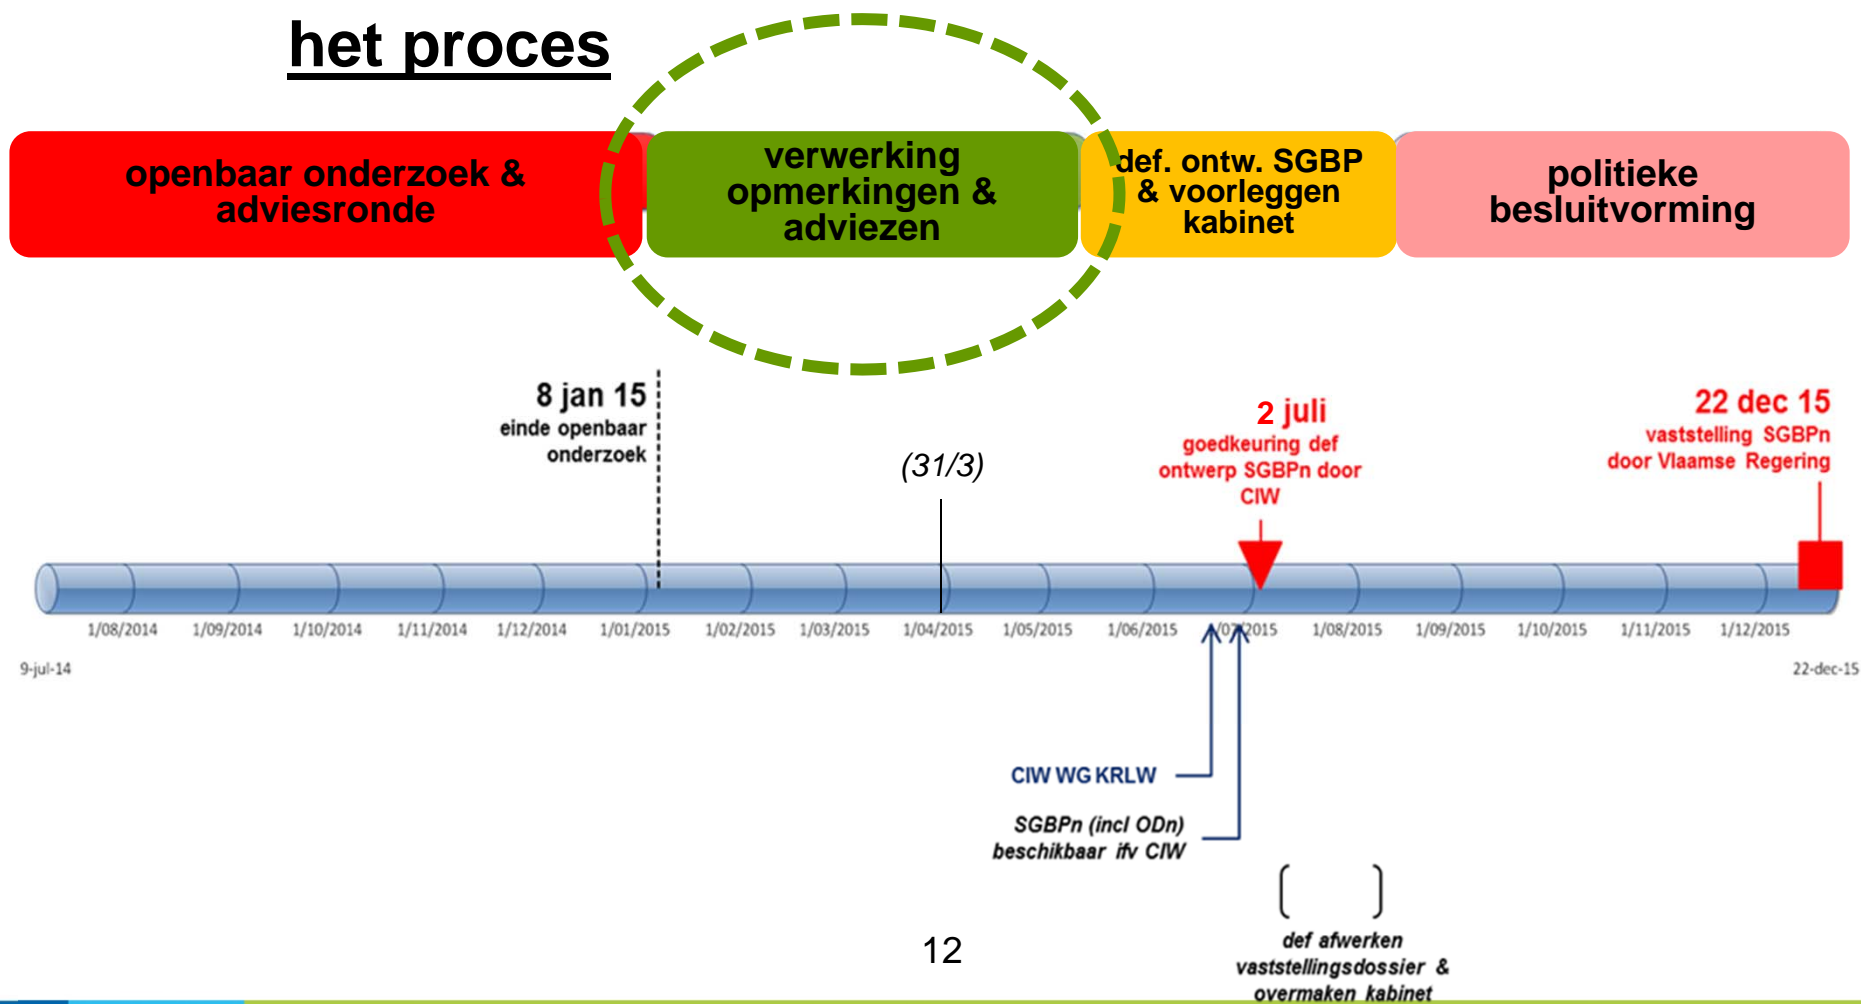 het proces
openbaar onderzoek &
adviesronde
verwerking
opmerkingen &
adviezen
def. ontw. SGBP
& voorleggen
kabinet
politieke
besluitvorming
8 jan 15
einde openbaar
onderzoek
(31/3)
2 juli
goedkeuring def
ontwerp SGBPn door
CIW
22 dec 15
vaststelling SGBPn
door Vlaamse Regering
1/08/2014 1/09/2014 1/10/2014 1/11/2014 1/12/2014 1/01/2015 1/02/2015 1/03/2015 1/04/2015 1/05/2015 1/06/2015 1/07/2015 1/08/2015 1/09/2015 1/10/2015 1/11/2015 1/12/2015
9-jul-14
22-dec-15
CIW WG KRLW
SGBPn (incl ODn)
beschikbaar ifv CIW
def afwerken
vaststellingsdossier &
overmaken kabinet
12